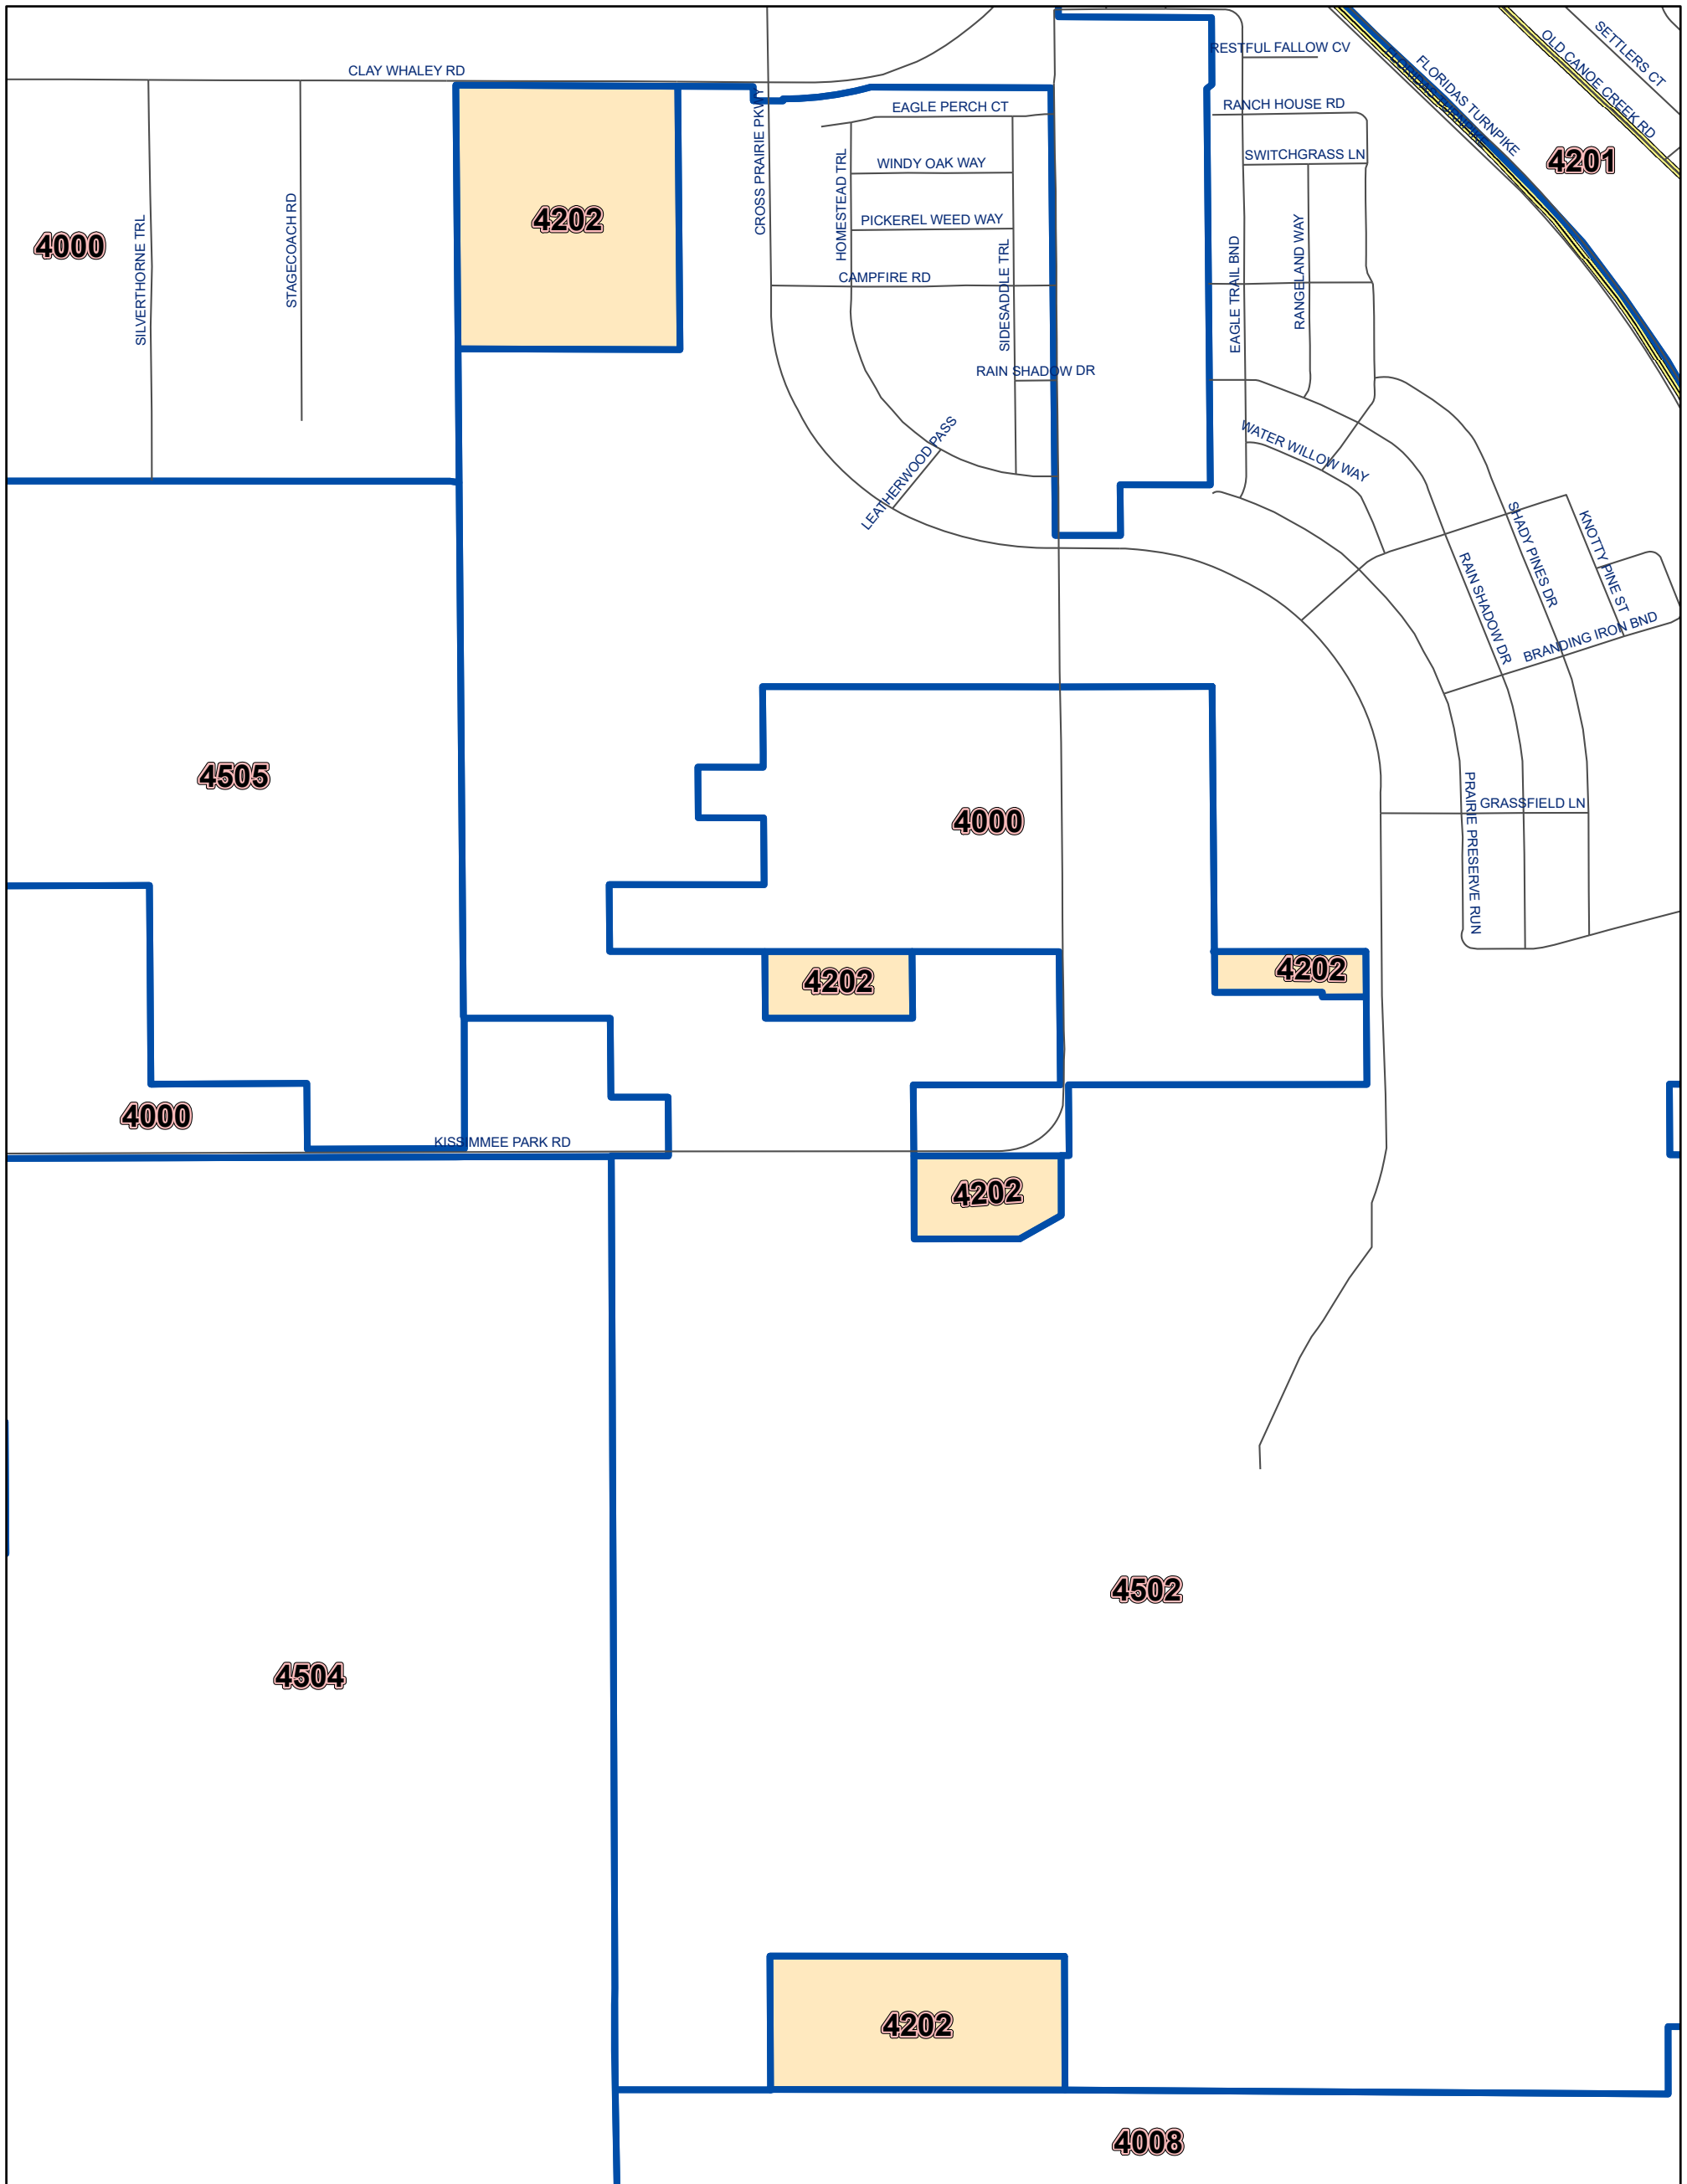 SETTLERS CT
OLD CANOE CREEK RD
FLORIDAS TURNPIKE
RESTFUL FALLOW CV
CLAY WHALEY RD
EAGLE PERCH CT
RANCH HOUSE RD
CROSS PRAIRIE PKWY
SWITCHGRASS LN
4201
WINDY OAK WAY
HOMESTEAD TRL
4202
PICKEREL WEED WAY
4000
SILVERTHORNE TRL
STAGECOACH RD
CAMPFIRE RD
SIDESADDLE TRL
EAGLE TRAIL BND
RANGELAND WAY
RAIN SHADOW DR
LEATHERWOOD PASS
WATER WILLOW WAY
SHADY PINES DR
KNOTTY PINE ST
RAIN SHADOW DR
BRANDING IRON BND
4505
4000
GRASSFIELD LN
PRAIRIE PRESERVE RUN
4202
4202
4000
KISSIMMEE PARK RD
4202
4502
4504
4202
4008